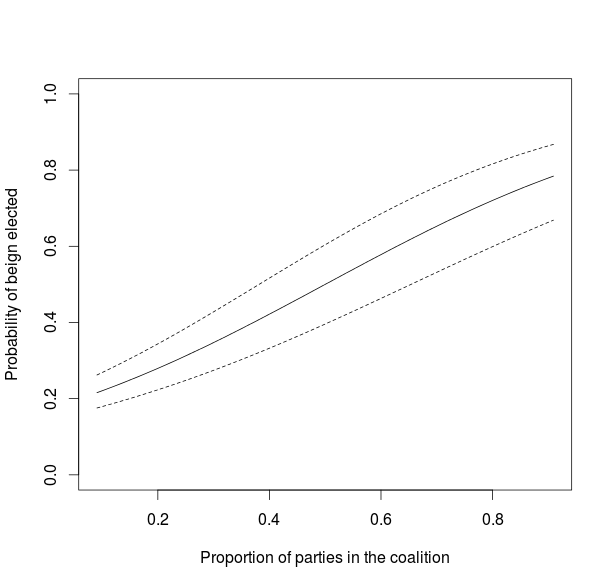 1.0
0.8
0.6
0.4
0.2
0.0
Probability of beign elected
0.2 0.4 0.6 0.8
Proportion of parties in the coalition